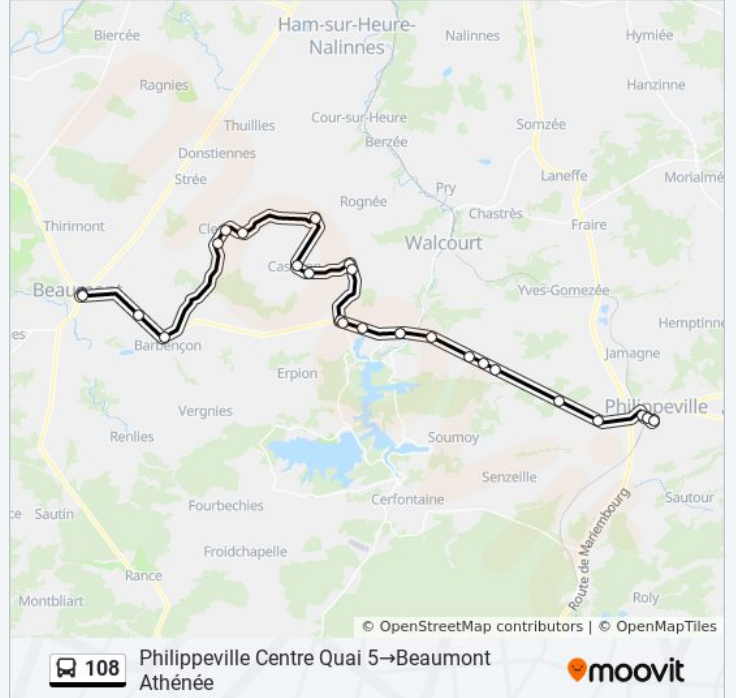 Ham-sur-Heure-
Nalinnes
Biercée
Nalinnes
Hymiée
Ragnies
Hanzinne
Cour-sur-Heure
Thuillies
Somzée
Berzée
Donstiennes
Strée
Laneffe
Morialmé
Pry
Rognée
Chastrès
Thirimont
Fraire
Walcourt
Yves-Gomezée
Hemptinne
Barbençon
Jamagne
Erpion
Philippeville
Vergnies
Renlies
Soumoy
Senzeille
Sautour
Cerfontaine
Fourbechies
Sautin
Froidchapelle
Route de Mariembourg
Rance
Roly
Montbliart
© OpenStreetMap contributors | © OpenMapTiles
108
Philippeville Centre Quai 5→Beaumont
Athénée
moovit